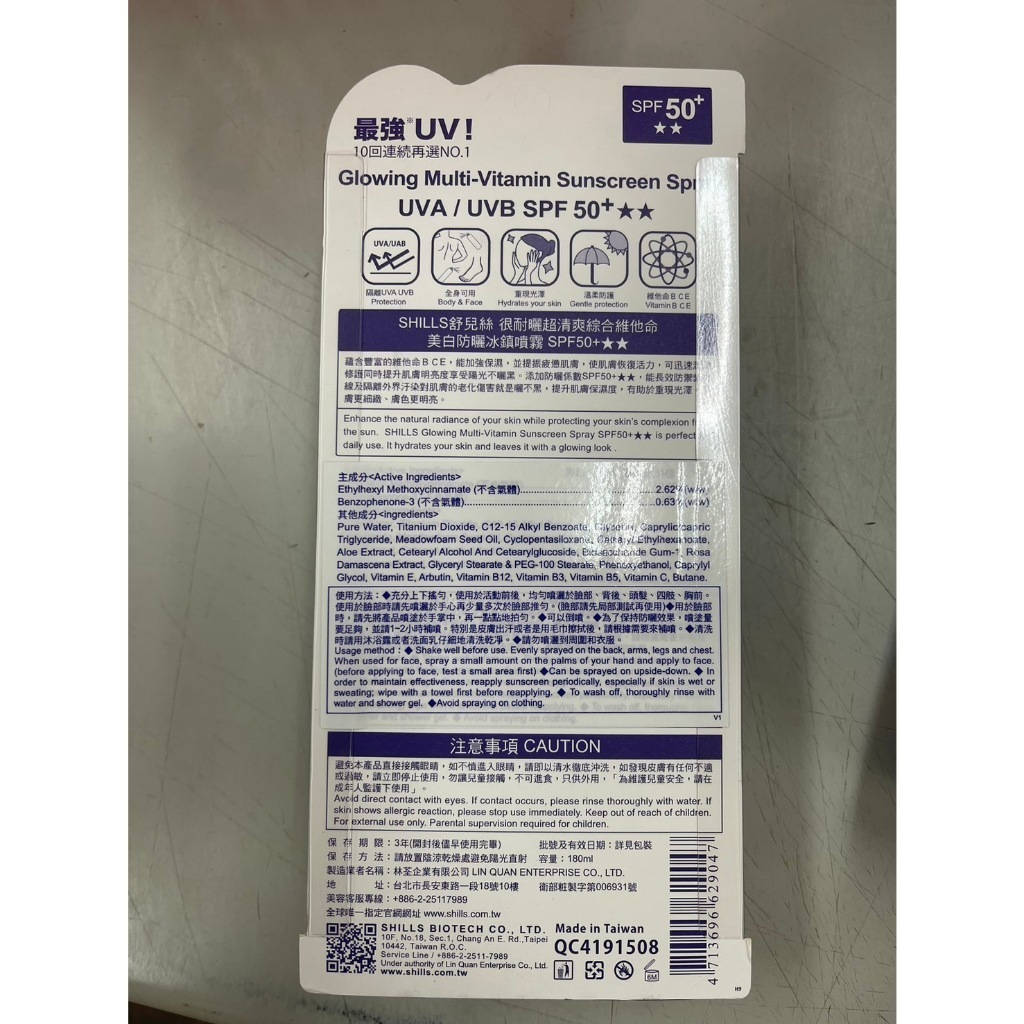 SPF 50+
★★
最強※UV!
10回連続再選NO.1
Glowing Multi-Vitamin Sunscreen Spr
UVA / UVB SPF 50+★★
UVA/UAB
隔離UVA UVB
Protection
全身可用
Body & Face
重現光澤
Hydrates your skin
溫柔防護
Gentle protection
維他命B C E
Vitamin B C E
SHILLS舒兒絲 很耐曬超清爽綜合維他命
美白防曬冰鎮噴霧 SPF50+★★
蘊含豐富的維他命B C E，能加強保濕，並提振疲憊肌膚，使肌膚恢復活力，可迅速
修護同時提升肌膚明亮度享受陽光不曬黑。添加防曬係數SPF50+★★，能長效防禦
線及隔離外界汙染對肌膚的老化傷害就是曬不黑，提升肌膚保濕度，有助於重現光澤
膚更細緻、膚色更明亮。
Enhance the natural radiance of your skin while protecting your skin's complexion f
the sun. SHILLS Glowing Multi-Vitamin Sunscreen Spray SPF50+★★ is perfect
daily use. It hydrates your skin and leaves it with a glowing look .
主成分<Active Ingredients>
Ethylhexyl Methoxycinnamate (不含氣體)..................................2.62%(w/w)
Benzophenone-3 (不含氣體)..................................................0.63%(w/w)
其他成分<ingredients>
Pure Water, Titanium Dioxide, C12-15 Alkyl Benzoate, Glycerin, Caprylic/capric
Triglyceride, Meadowfoam Seed Oil, Cyclopentasiloxane, Cetearyl Ethylhexanoate,
Aloe Extract, Cetearyl Alcohol And Cetearylglucoside, Biosaccharide Gum-1, Rosa
Damascena Extract, Glyceryl Stearate & PEG-100 Stearate, Phenoxyethanol, Caprylyl
Glycol, Vitamin E, Arbutin, Vitamin B12, Vitamin B3, Vitamin B5, Vitamin C, Butane.
使用方法：◆充分上下搖勻，使用於活動前後，均勻噴灑於臉部、背後、頭髮、四肢、胸前。
使用於臉部時請先噴灑於手心再少量多次於臉部推勻。(臉部請先局部測試再使用)◆用於臉部
時，請先將產品噴塗於手掌中，再一點點地拍勻。◆可以倒噴。◆為了保持防曬效果，噴塗量
要足夠，並請1~2小時補噴。特別是皮膚出汗或者是用毛巾擦拭後，請根據需要來補噴。◆清洗
時請用沐浴露或者洗面乳仔細地清洗乾淨。◆請勿噴灑到周圍和衣服。
Usage method：◆ Shake well before use. Evenly sprayed on the back, arms, legs and chest.
When used for face, spray a small amount on the palms of your hand and apply to face.
(before applying to face, test a small area first) ◆Can be sprayed on upside-down. ◆ In
order to maintain effectiveness, reapply sunscreen periodically, especially if skin is wet or
sweating; wipe with a towel first before reapplying. ◆ To wash off, thoroughly rinse with
water and shower gel. ◆Avoid spraying on clothing.
V1
注意事項 CAUTION
避免本產品直接接觸眼睛，如不慎進入眼睛，請即以清水徹底沖洗，如發現皮膚有任何不適
或過敏，請立即停止使用，勿讓兒童接觸，不可進食，只供外用，「為維護兒童安全，請在
成年人監護下使用」。
Avoid direct contact with eyes. If contact occurs, please rinse thoroughly with water. If
skin shows allergic reaction, please stop use immediately. Keep out of reach of children.
For external use only. Parental supervision required for children.
保存期限：3年(開封後儘早使用完畢) 批號及有效日期：詳見包裝
保存方法：請放置陰涼乾燥處避免陽光直射 容量：180ml
製造業者名稱：林荃企業有限公司 LIN QUAN ENTERPRISE CO., LTD.
地址：台北市長安東路一段18號10樓 衛部粧製字第006931號
美容客服專線：+886-2-25117989
全球唯一指定官網網址 www.shills.com.tw
SHILLS BIOTECH CO., LTD.
10F, No.18, Sec.1, Chang An E. Rd.,Taipei
10442, Taiwan R.O.C.
Service Line / +886-2-2511-7989
Under authority of Lin Quan Enterprise Co., Ltd.
www.shills.com.tw
Made in Taiwan
QC4191508
6M
4 713696 629047
H9